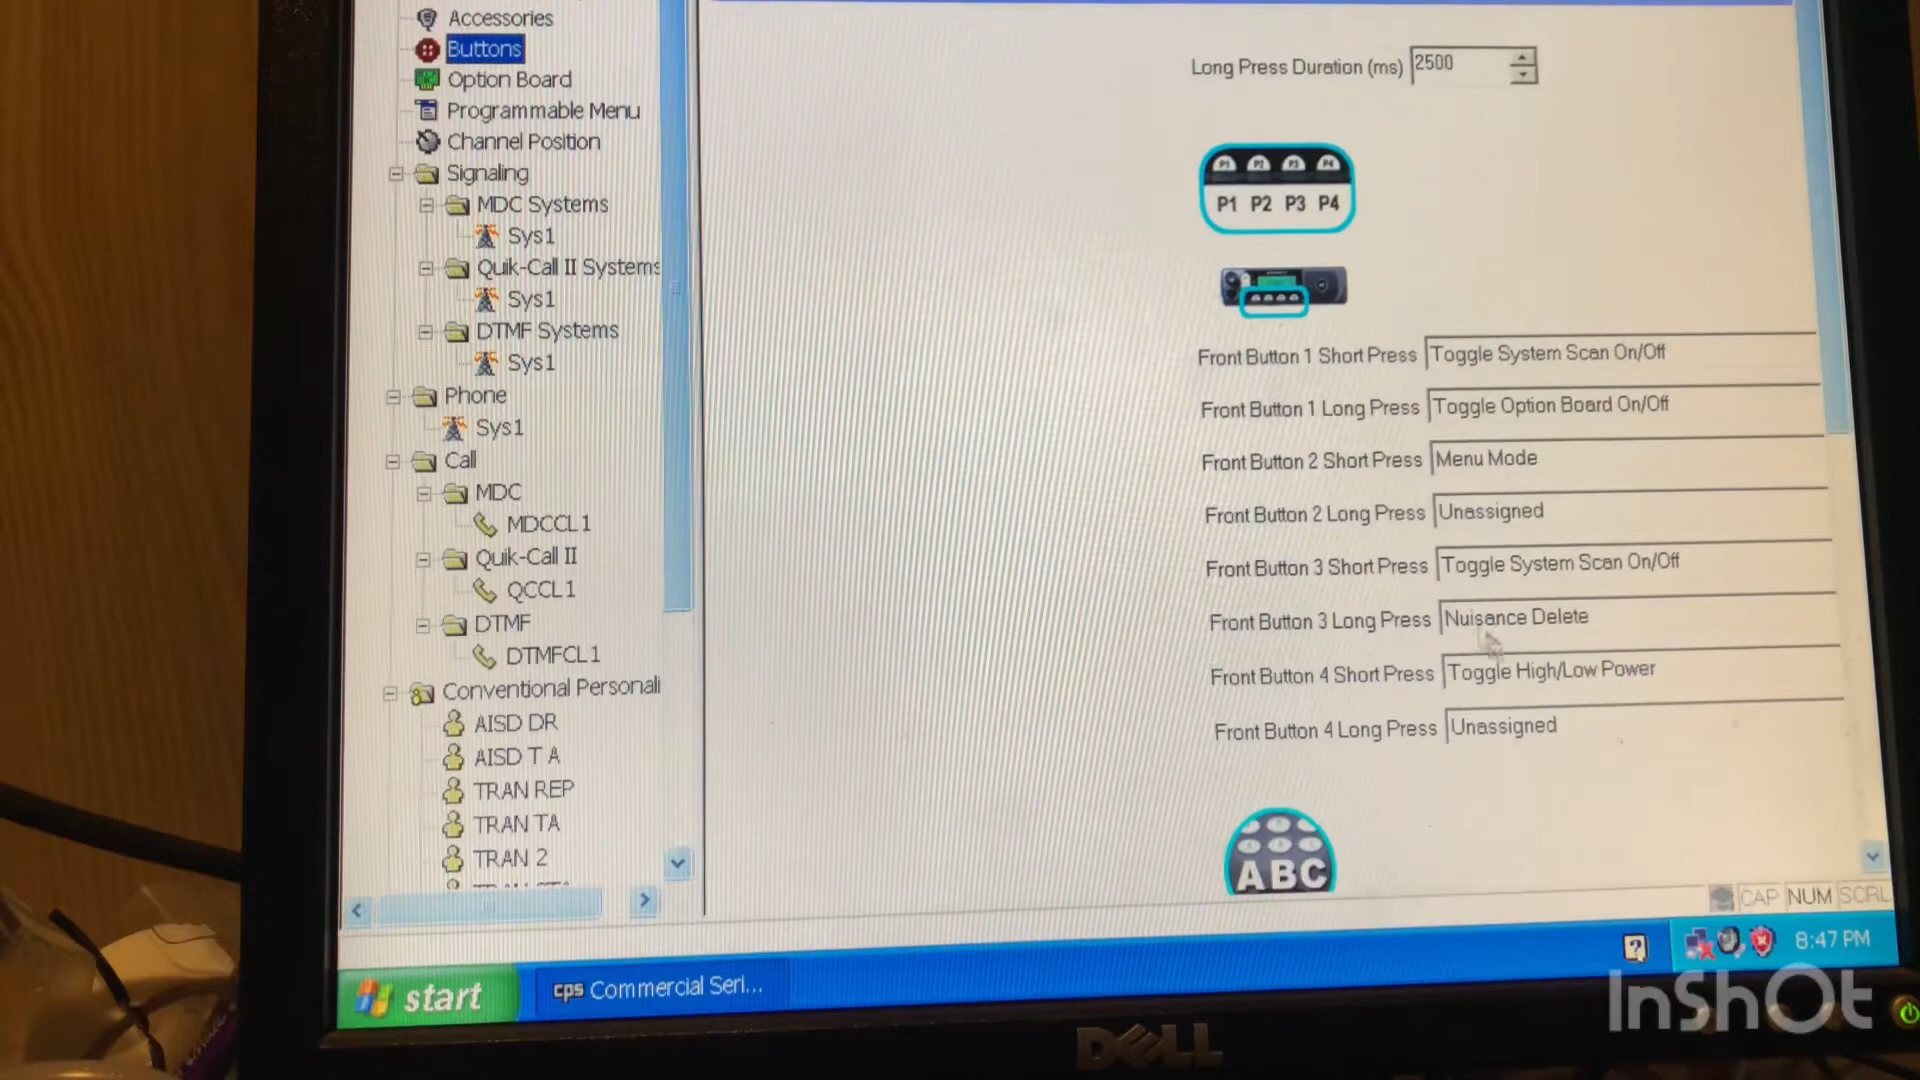 Accessories
Buttons
Option Board
Programmable Menu
Channel Position
Signaling
MDC Systems
Sys1
Quik-Call II Systems
Sys1
DTMF Systems
Sys1
Phone
Sys1
Call
MDC
MDCCL1
Quik-Call II
QCCL1
DTMF
DTMFCL1
Conventional Personali
AISD DR
AISD T A
TRAN REP
TRAN TA
TRAN 2
Long Press Duration (ms) 2500
P1 P2 P3 P4
P1 P2 P3 P4
Front Button 1 Short Press Toggle System Scan On/Off
Front Button 1 Long Press Toggle Option Board On/Off
Front Button 2 Short Press Menu Mode
Front Button 2 Long Press Unassigned
Front Button 3 Short Press Toggle System Scan On/Off
Front Button 3 Long Press Nuisance Delete
Front Button 4 Short Press Toggle High/Low Power
Front Button 4 Long Press Unassigned
ABC
CAP NUM SCRL
start
cps Commercial Seri...
8:47 PM
InShOt
DELL